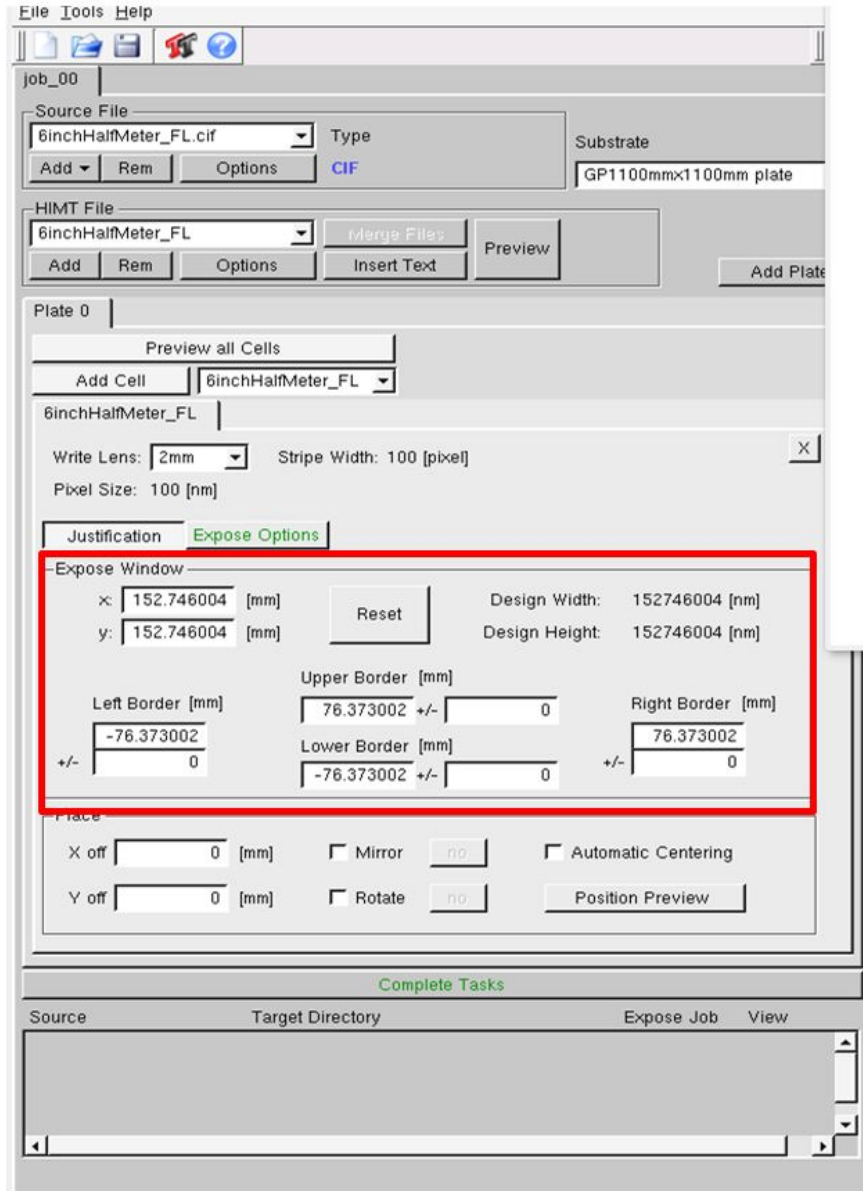 File Tools Help
job_00
Source File
6inchHalfMeter_FL.cif Type
Substrate
Add Rem Options CIF
GP1100mmx1100mm plate
HIMT File
6inchHalfMeter_FL Merge Files
Preview
Add Rem Options Insert Text
Add Plate
Plate 0
Preview all Cells
Add Cell 6inchHalfMeter_FL
6inchHalfMeter_FL
Write Lens: 2mm Stripe Width: 100 [pixel] X
Pixel Size: 100 [nm]
Justification Expose Options
Expose Window
x: 152.746004 [mm] Reset Design Width: 152746004 [nm]
y: 152.746004 [mm] Design Height: 152746004 [nm]
Upper Border [mm]
Left Border [mm] 76.373002 +/- 0 Right Border [mm]
-76.373002 Lower Border [mm] 76.373002
+/- 0 -76.373002 +/- 0 +/- 0
Place
X off 0 [mm] Mirror no Automatic Centering
Y off 0 [mm] Rotate no Position Preview
Complete Tasks
Source Target Directory Expose Job View